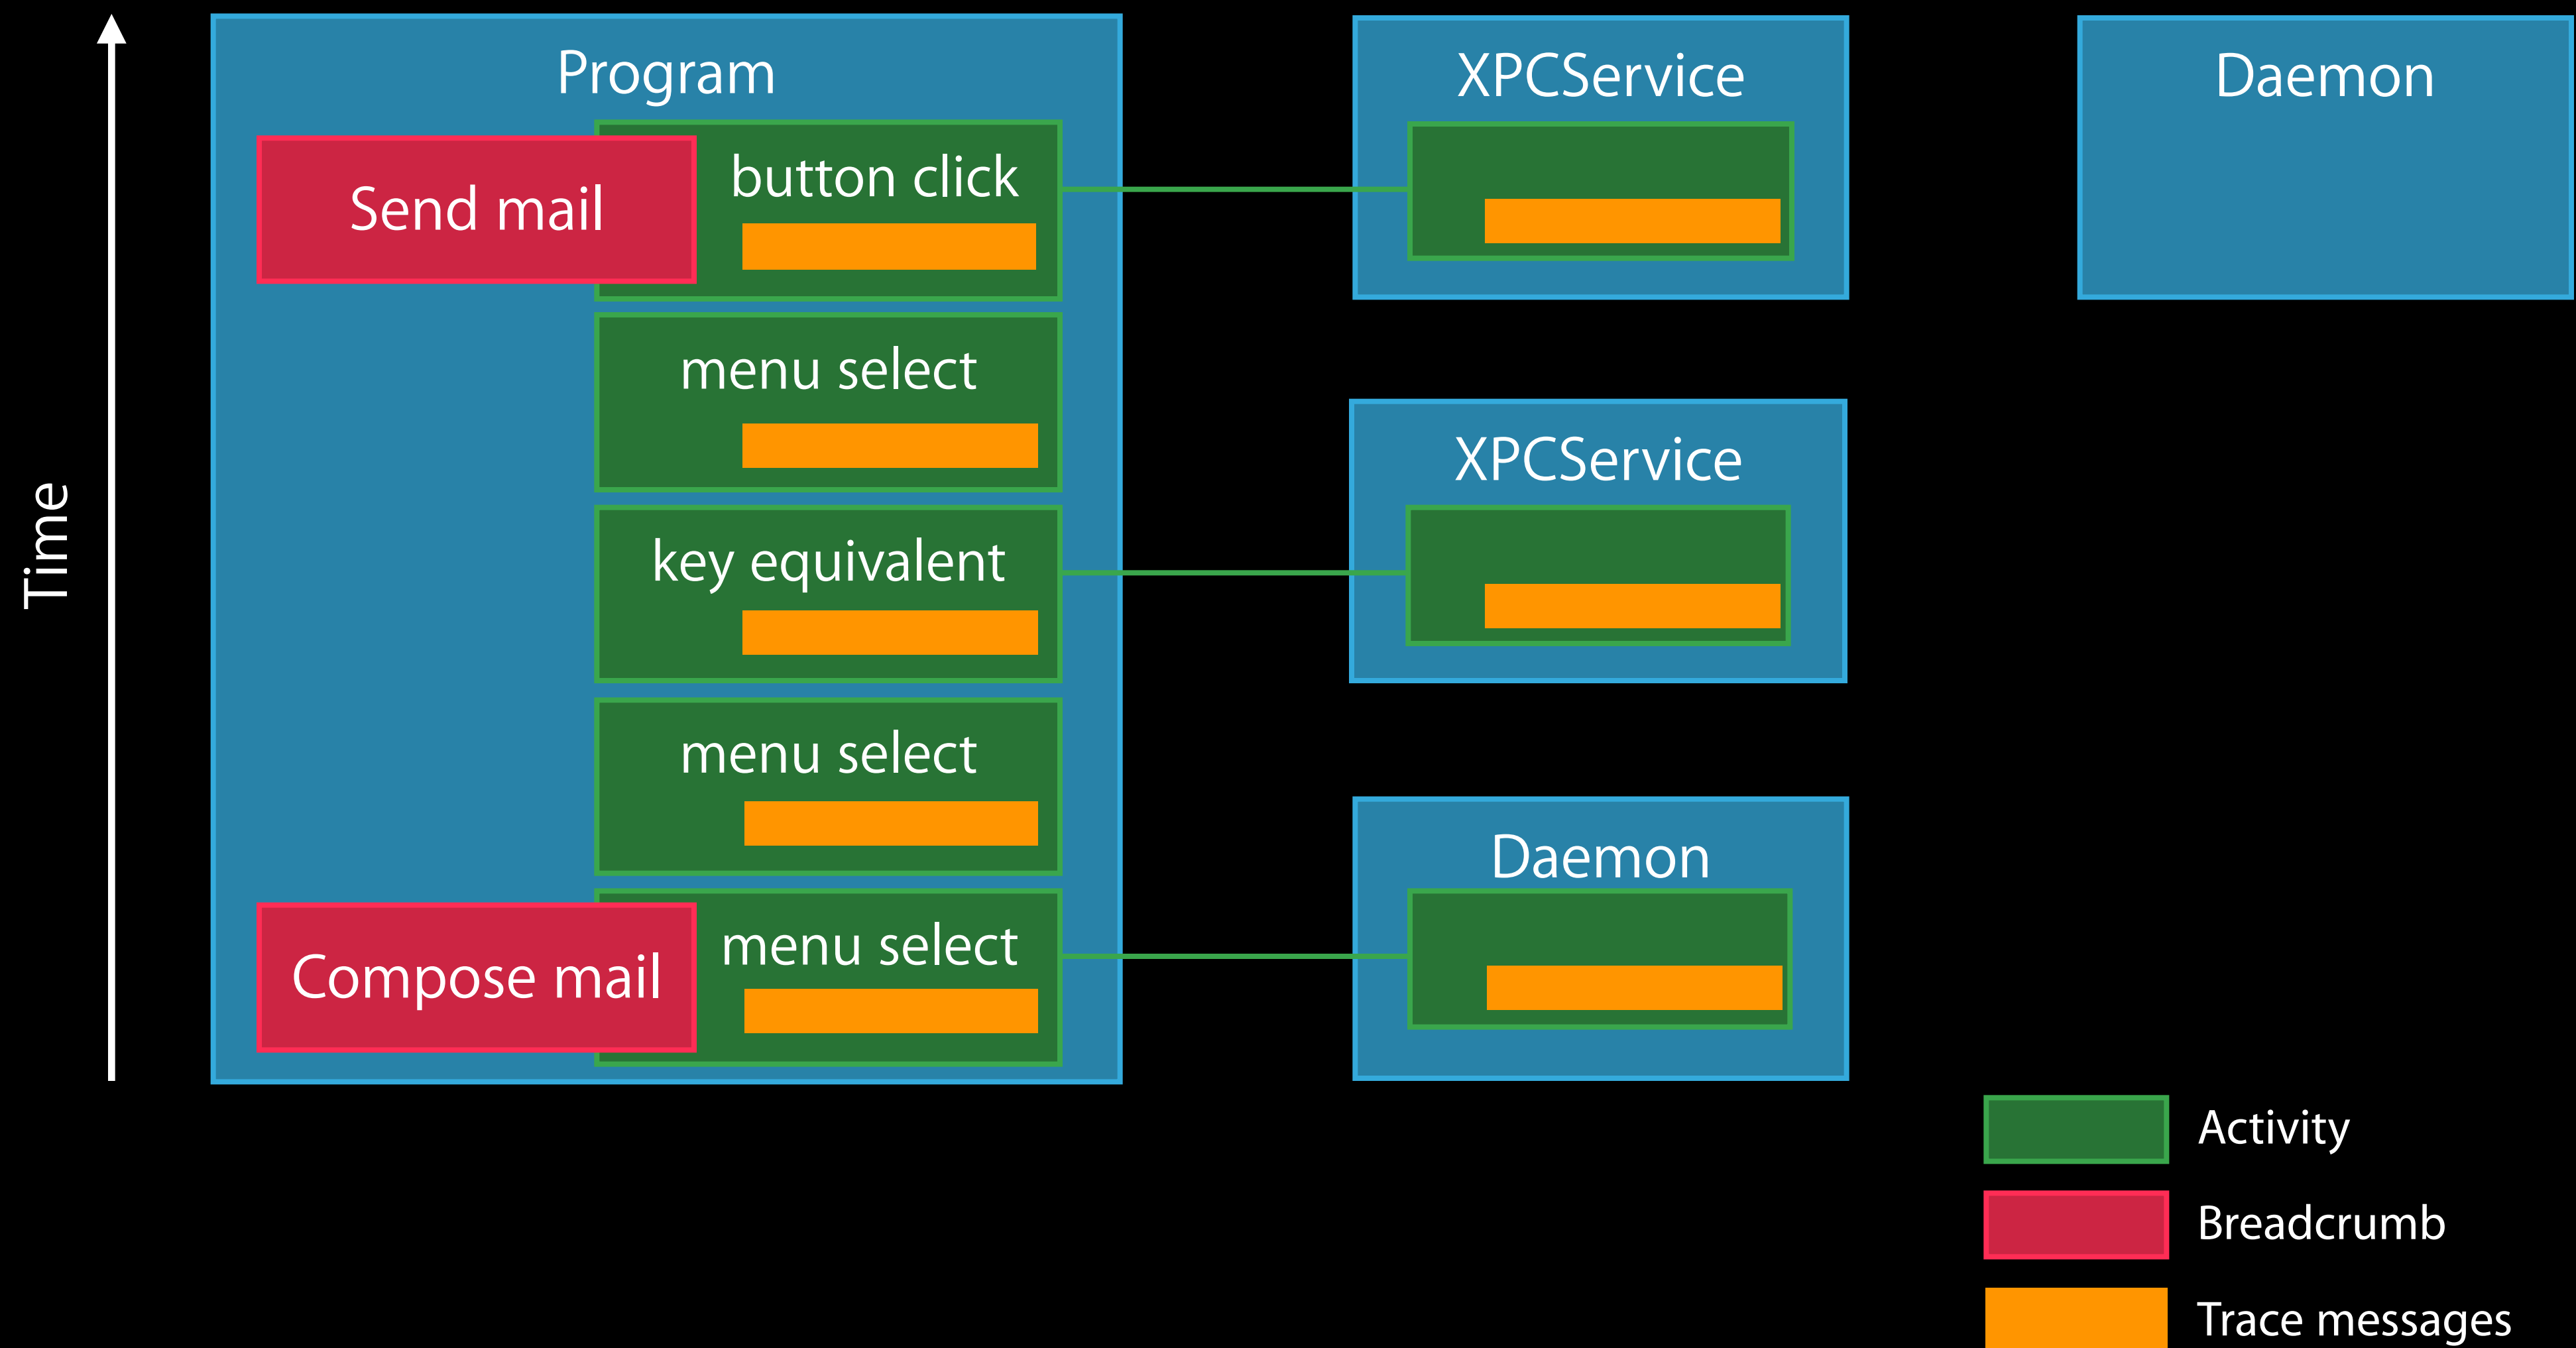 Time
Program
Send mail
button click
menu select
key equivalent
menu select
Compose mail
menu select
XPCService
XPCService
Daemon
Daemon
Activity
Breadcrumb
Trace messages